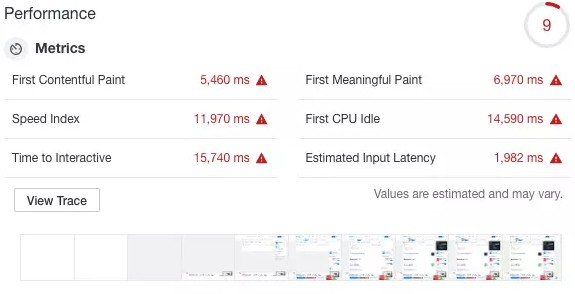 Performance
9
Metrics
First Contentful Paint 5,460 ms
First Meaningful Paint 6,970 ms
Speed Index 11,970 ms
First CPU Idle 14,590 ms
Time to Interactive 15,740 ms
Estimated Input Latency 1,982 ms
View Trace
Values are estimated and may vary.